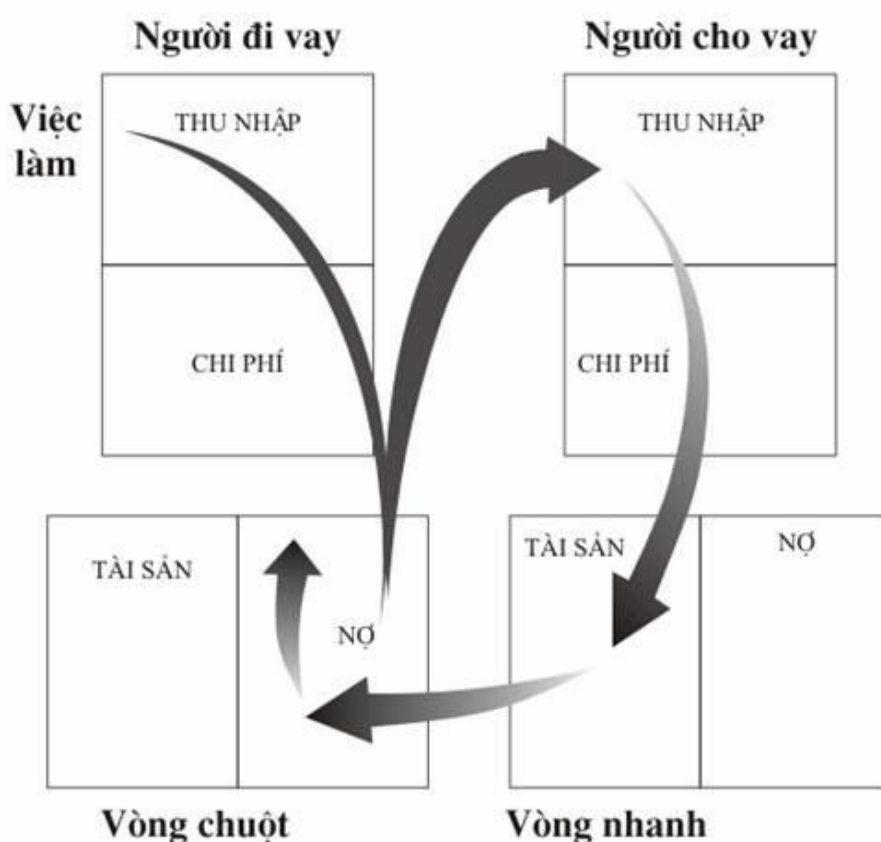 Người đi vay
Người cho vay
Việc
làm
THU NHẬP
THU NHẬP
CHI PHÍ
CHI PHÍ
TÀI SẢN
NỢ
TÀI SẢN
NỢ
Vòng chuột
Vòng nhanh